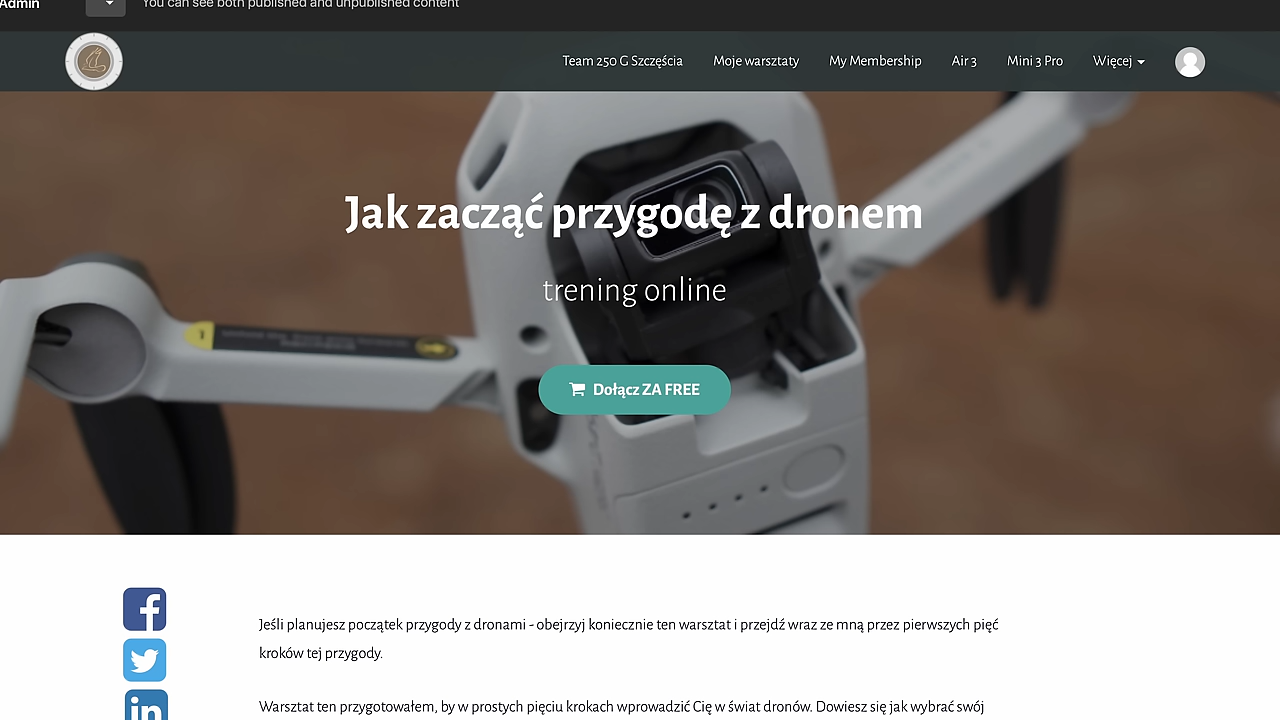 Admin
You can see both published and unpublished content
Team 250 G Szczęścia Moje warsztaty My Membership Air 3 Mini 3 Pro Więcej
Jak zacząć przygodę z dronem
trening online
Dołącz ZA FREE
Jeśli planujesz początek przygody z dronami - obejrzyj koniecznie ten warsztat i przejdź wraz ze mną przez pierwszych pięć
kroków tej przygody.
Warsztat ten przygotowałem, by w prostych pięciu krokach wprowadzić Cię w świat dronów. Dowiesz się jak wybrać swój